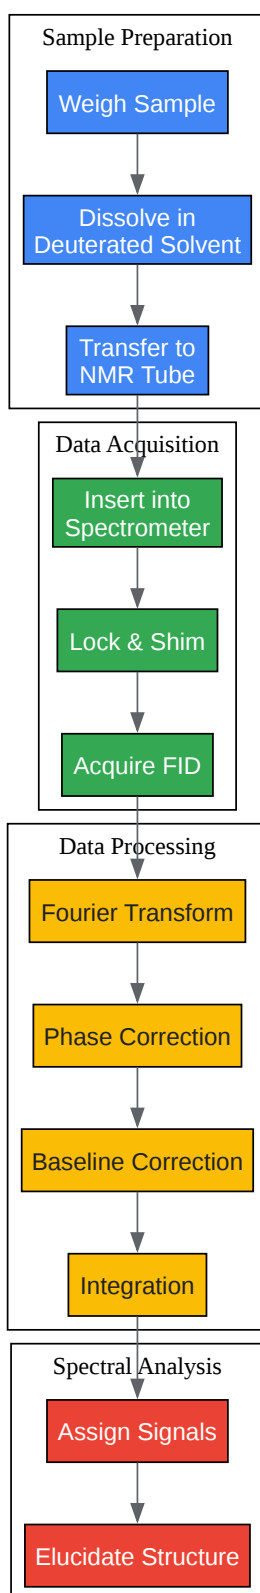 Sample Preparation
Weigh Sample
Dissolve in
Deuterated Solvent
Transfer to
NMR Tube
Data Acquisition
Insert into
Spectrometer
Lock & Shim
Acquire FID
Data Processing
Fourier Transform
Phase Correction
Baseline Correction
Integration
Spectral Analysis
Assign Signals
Elucidate Structure